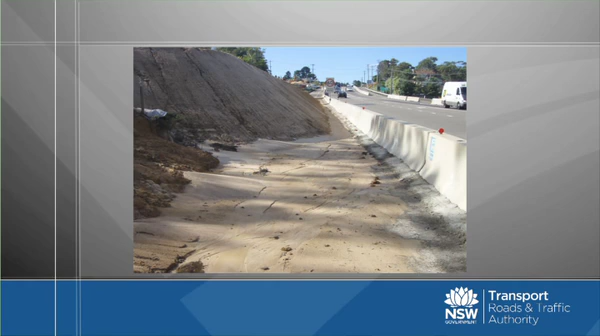 Transport
Roads & Traffic
Authority
NSW
GOVERNMENT